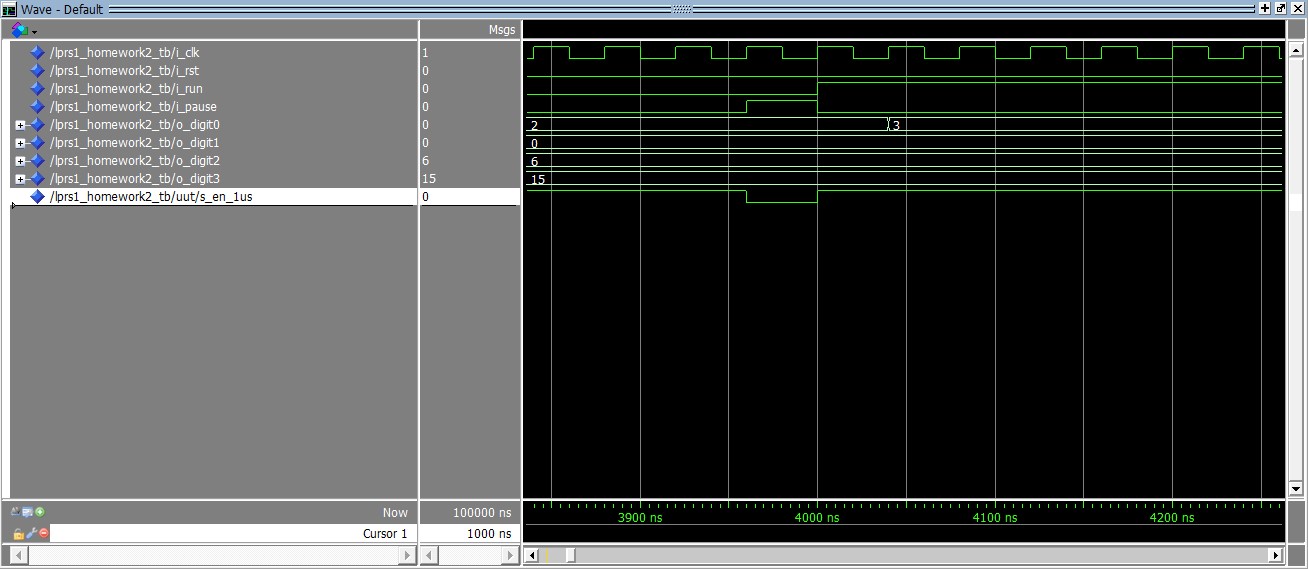 Wave - Default
Msgs
/lprs1_homework2_tb/i_clk 1
/lprs1_homework2_tb/i_rst 0
/lprs1_homework2_tb/i_run 0
/lprs1_homework2_tb/i_pause 0
/lprs1_homework2_tb/o_digit0 0 2 3
/lprs1_homework2_tb/o_digit1 0 0
/lprs1_homework2_tb/o_digit2 6 6
/lprs1_homework2_tb/o_digit3 15 15
/lprs1_homework2_tb/uut/s_en_1us 0
Now 100000 ns 3900 ns 4000 ns 4100 ns 4200 ns
Cursor 1 1000 ns